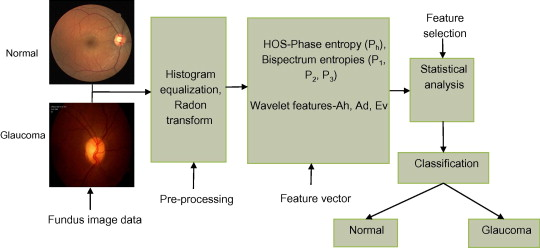 Normal
Glaucoma
Fundus image data
Histogram
equalization,
Radon
transform
Pre-processing
HOS-Phase entropy (Ph),
Bispectrum entropies (P1,
P2, P3)
Wavelet features-Ah, Ad, Ev
Feature vector
Feature
selection
Statistical
analysis
Classification
Normal
Glaucoma